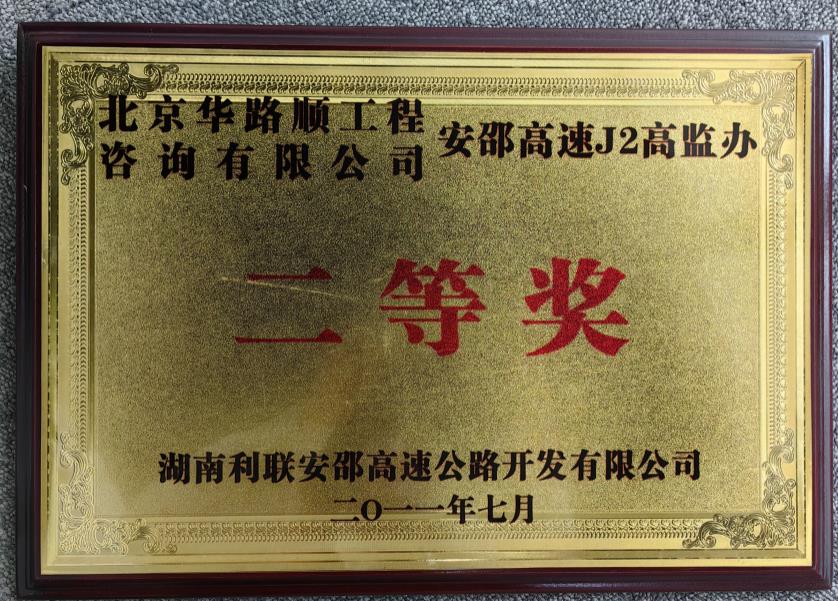 北京华路顺工程
咨询有限公司
安邵高速J2高监办
二等奖
湖南利联安邵高速公路开发有限公司
二O一一年七月